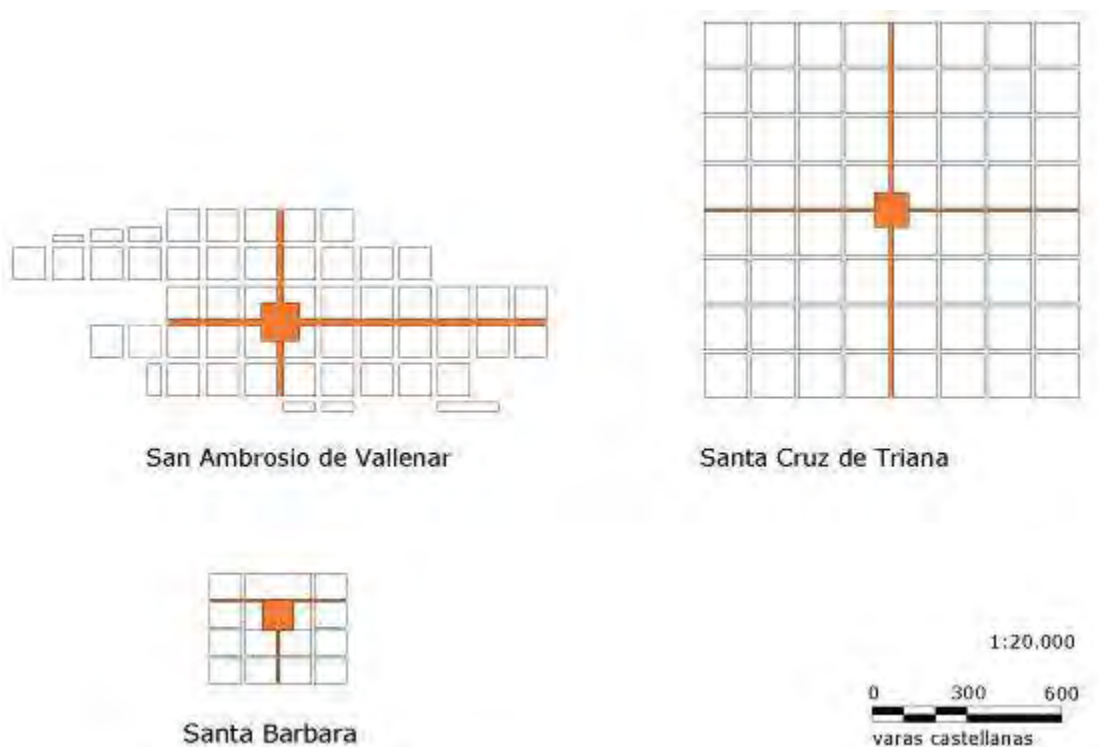 San Ambrosio de Vallenar
Santa Cruz de Triana
Santa Barbara
1:20.000
0 300 600
varas castellanas